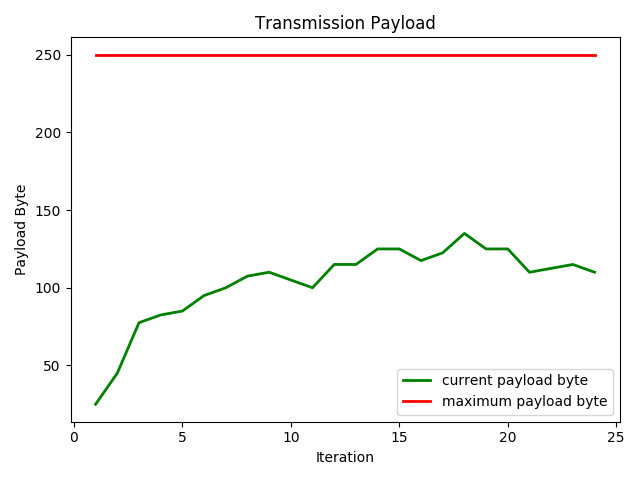 Transmission Payload
250
200
150
100
50
Payload Byte
0
5
10
15
20
25
Iteration
current payload byte
maximum payload byte